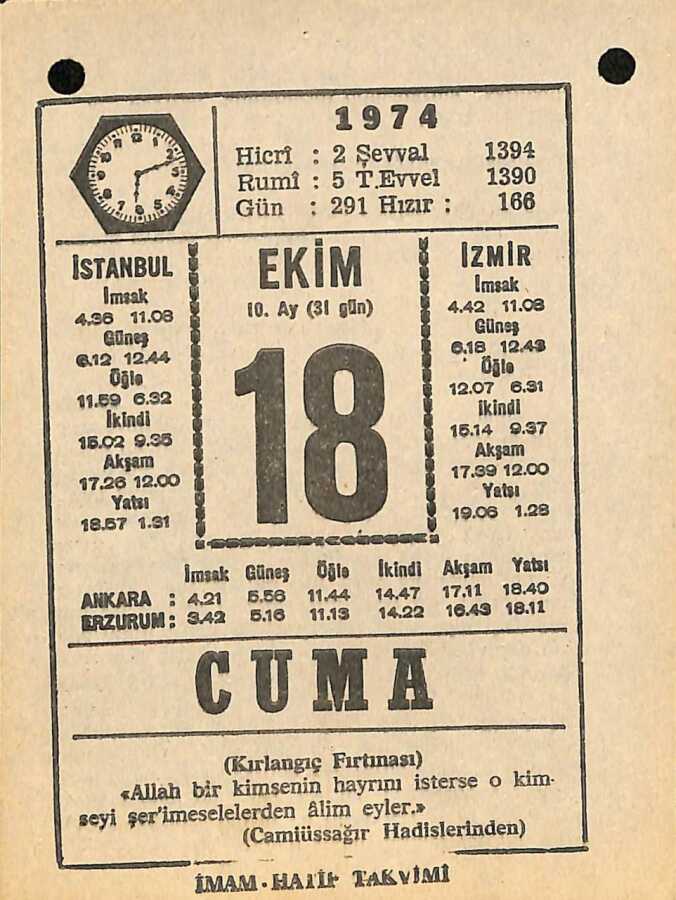 1974
Hicrî : 2 Şevval 1394
Rumî : 5 T.Evvel 1390
Gün : 291 Hızır : 166
İSTANBUL
İmsak
4.36 11.08
Güneş
6.12 12.44
Öğle
11.59 6.32
İkindi
15.02 9.35
Akşam
17.26 12.00
Yatsı
18.57 1.31
EKİM
10. Ay (31 gün)
18
İZMİR
İmsak
4.42 11.03
Güneş
6.18 12.43
Öğle
12.07 6.31
İkindi
15.14 9.37
Akşam
17.39 12.00
Yatsı
19.06 1.28
İmsak Güneş Öğle İkindi Akşam Yatsı
ANKARA : 4.21 5.56 11.44 14.47 17.11 18.40
ERZURUM : 3.42 5.16 11.13 14.22 16.43 18.11
CUMA
(Kırlangıç Fırtınası)
«Allah bir kimsenin hayrını isterse o kim-
seyi şer'imeselelerden âlim eyler.»
(Camiüssağır Hadislerinden)
İMAM - HATİP TAKVİMİ